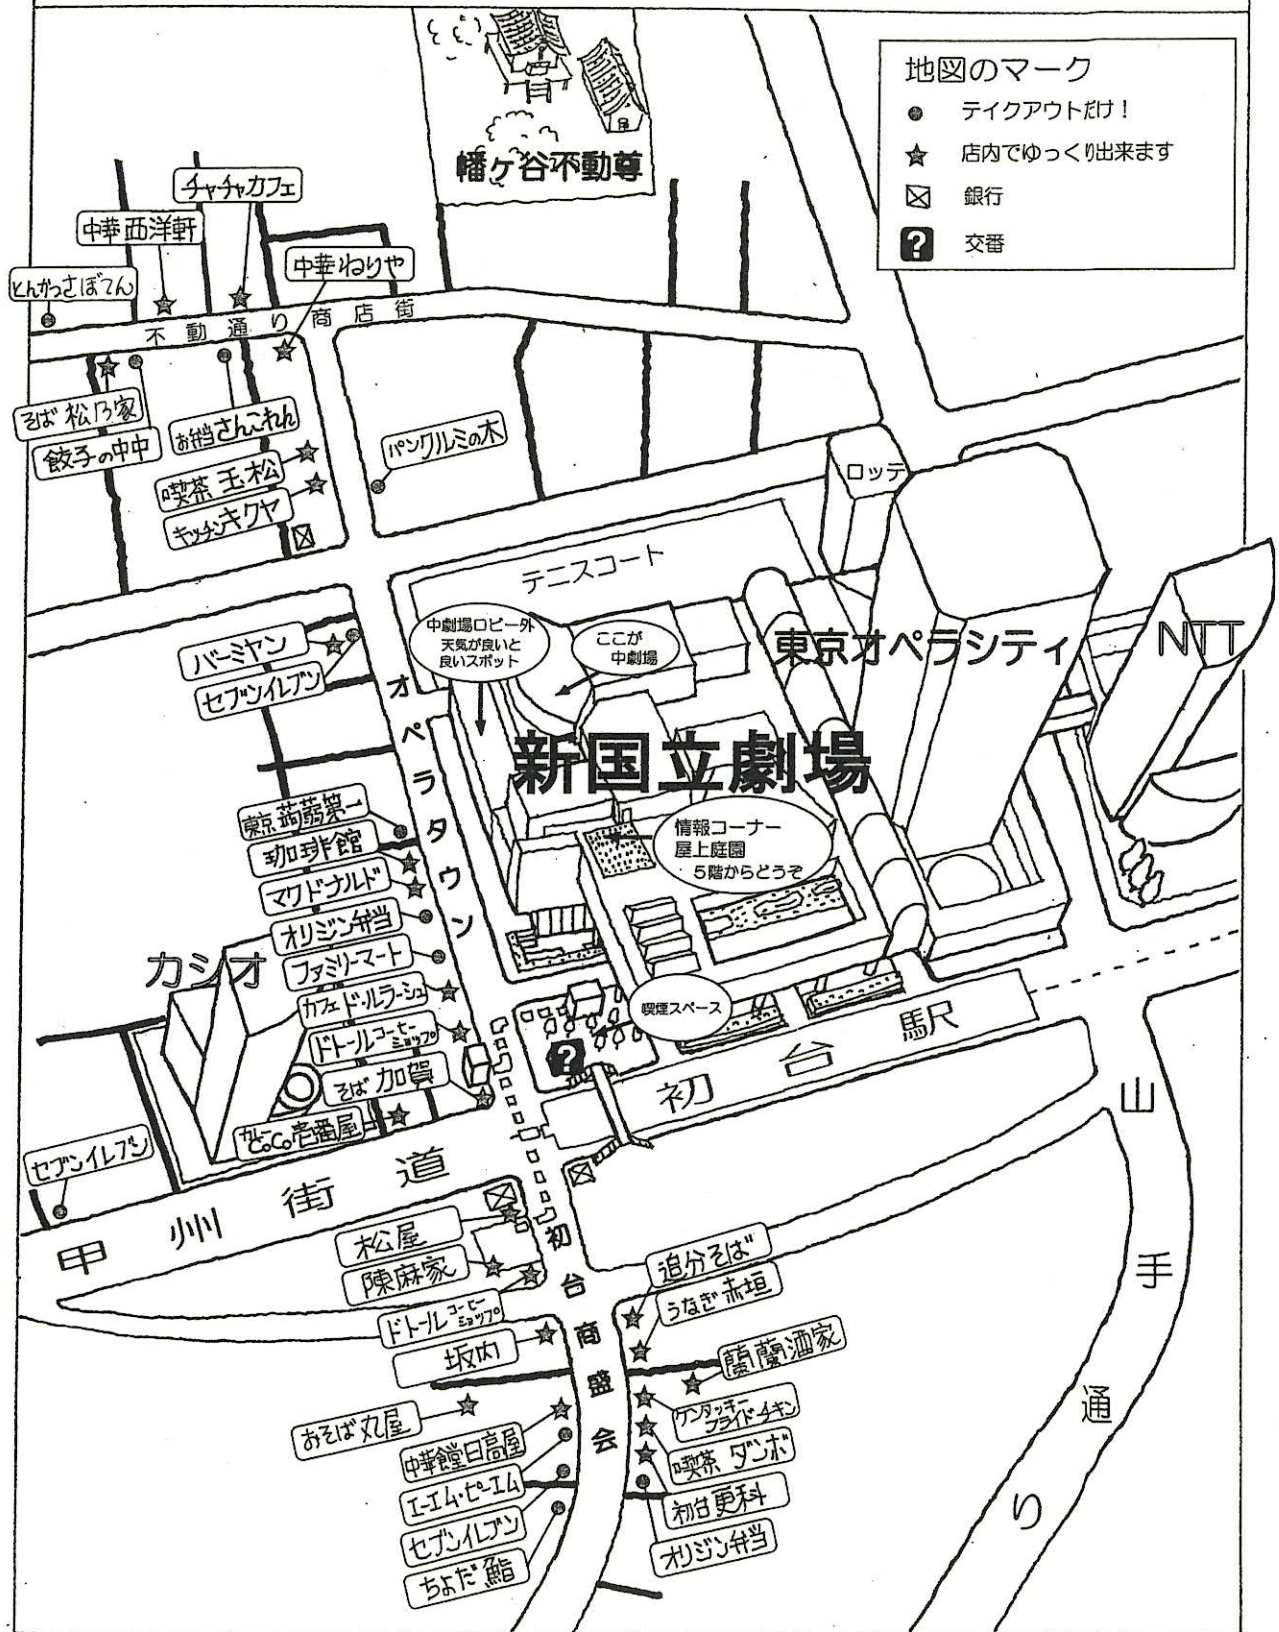 地図のマーク
テイクアウトだけ！
店内でゆっくり出来ます
銀行
? 交番
幡ヶ谷不動尊
チャチャカフェ
中華 西洋軒
中華 ねりや
とんかつさぼてん
不動通り商店街
そば 松乃家
餃子の中中
お弁当さんこれん
喫茶 玉松
キッチンキクヤ
パンクルミの木
ロッテ
テニスコート
中劇場ロビー外
天気が良いと
良いスポット
ここが
中劇場
東京オペラシティ
NTT
バーミヤン
セブンイレブン
オペラタウン
新国立劇場
情報コーナー
屋上庭園
5階からどうぞ
東京蒟蒻第一
珈琲館
マクドナルド
オリジン弁当
ファミリーマート
カフェドルラーシュ
ドトールコーヒーショップ
そば 加賀
カレーCoCo壱番屋
カシオ
喫煙スペース
?
初台駅
セブンイレブン
甲州街道
山手通り
松屋
陳麻家
ドトールコーヒーショップ
坂内
初台商盛会
追分そば
うなぎ 赤垣
蘭蘭酒家
ケンタッキーフライドチキン
喫茶 ダンボ
初台更科
オリジン弁当
おそば 丸屋
中華食堂日高屋
エーエム・ピーエム
セブンイレブン
ちよだ鮨